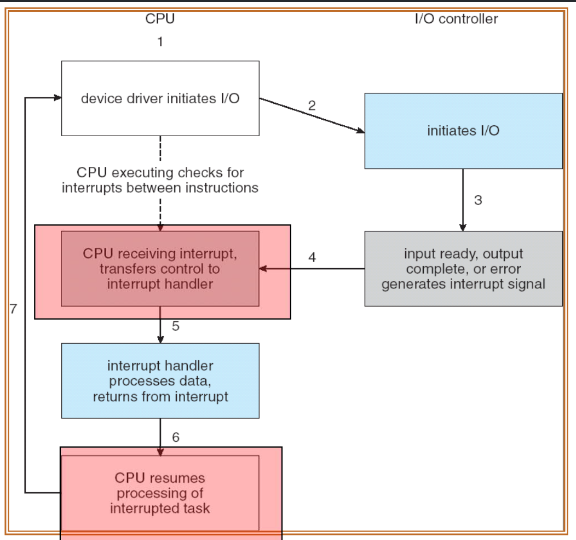 CPU
I/O controller
1
device driver initiates I/O
2
initiates I/O
CPU executing checks for
interrupts between instructions
3
CPU receiving interrupt,
transfers control to
interrupt handler
4
input ready, output
complete, or error
generates interrupt signal
7
5
interrupt handler
processes data,
returns from interrupt
6
CPU resumes
processing of
interrupted task